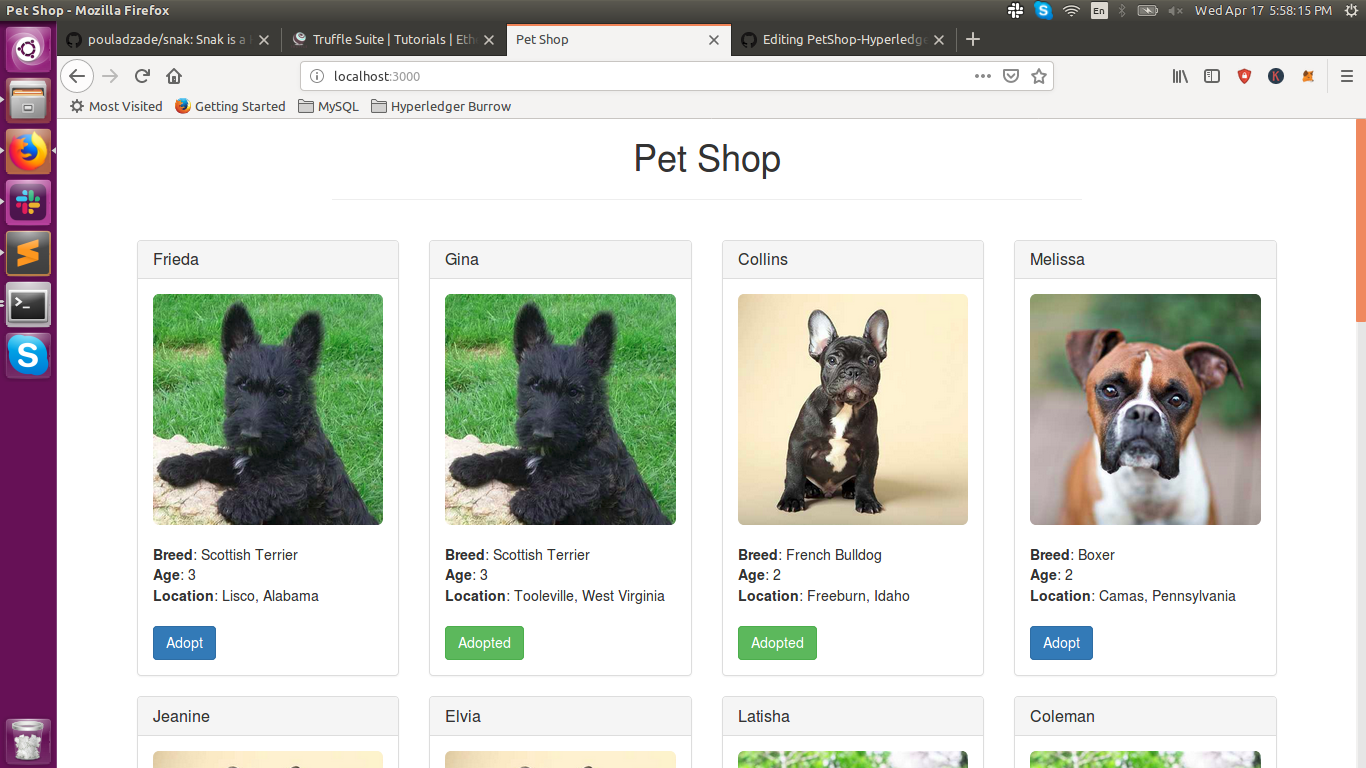 Pet Shop - Mozilla Firefox
En
Wed Apr 17 5:58:15 PM
pouladzade/snak: Snak is a
Truffle Suite | Tutorials | Eth
Pet Shop
Editing PetShop-Hyperledg
localhost:3000
Most Visited
Getting Started
MySQL
Hyperledger Burrow
Pet Shop
Frieda
Gina
Collins
Melissa
Breed: Scottish Terrier
Age: 3
Location: Lisco, Alabama
Adopt
Breed: Scottish Terrier
Age: 3
Location: Tooleville, West Virginia
Adopted
Breed: French Bulldog
Age: 2
Location: Freeburn, Idaho
Adopted
Breed: Boxer
Age: 2
Location: Camas, Pennsylvania
Adopt
Jeanine
Elvia
Latisha
Coleman